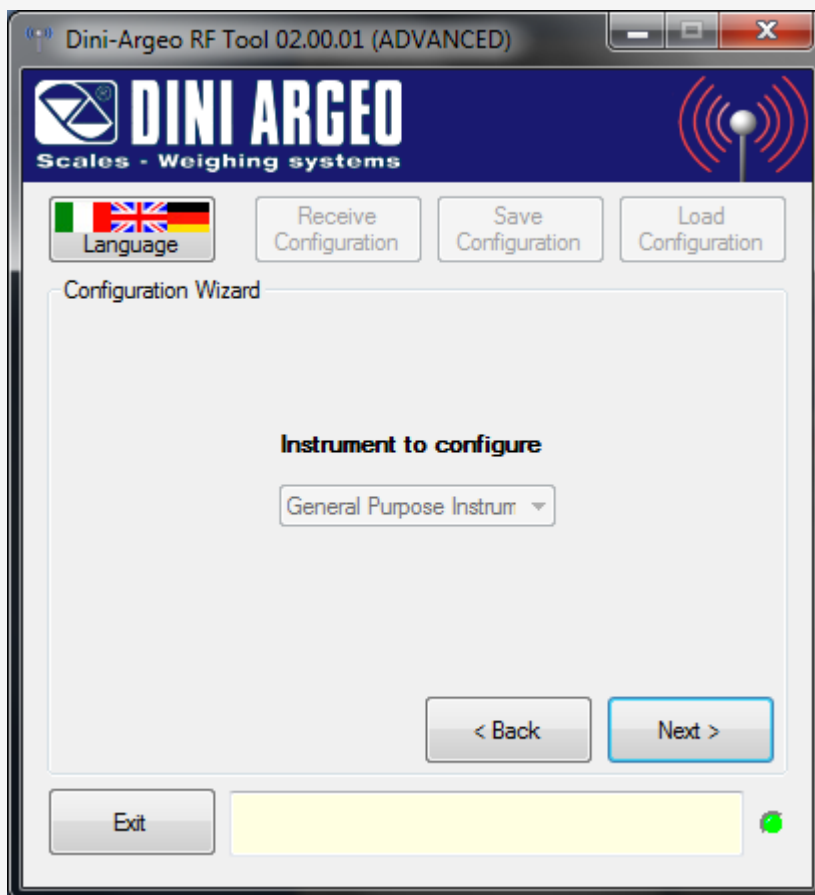 Dini-Argeo RF Tool 02.00.01 (ADVANCED)
DINI ARGEO
Scales - Weighing systems
Language
Receive
Configuration
Save
Configuration
Load
Configuration
Configuration Wizard
Instrument to configure
General Purpose Instrum
< Back
Next >
Exit